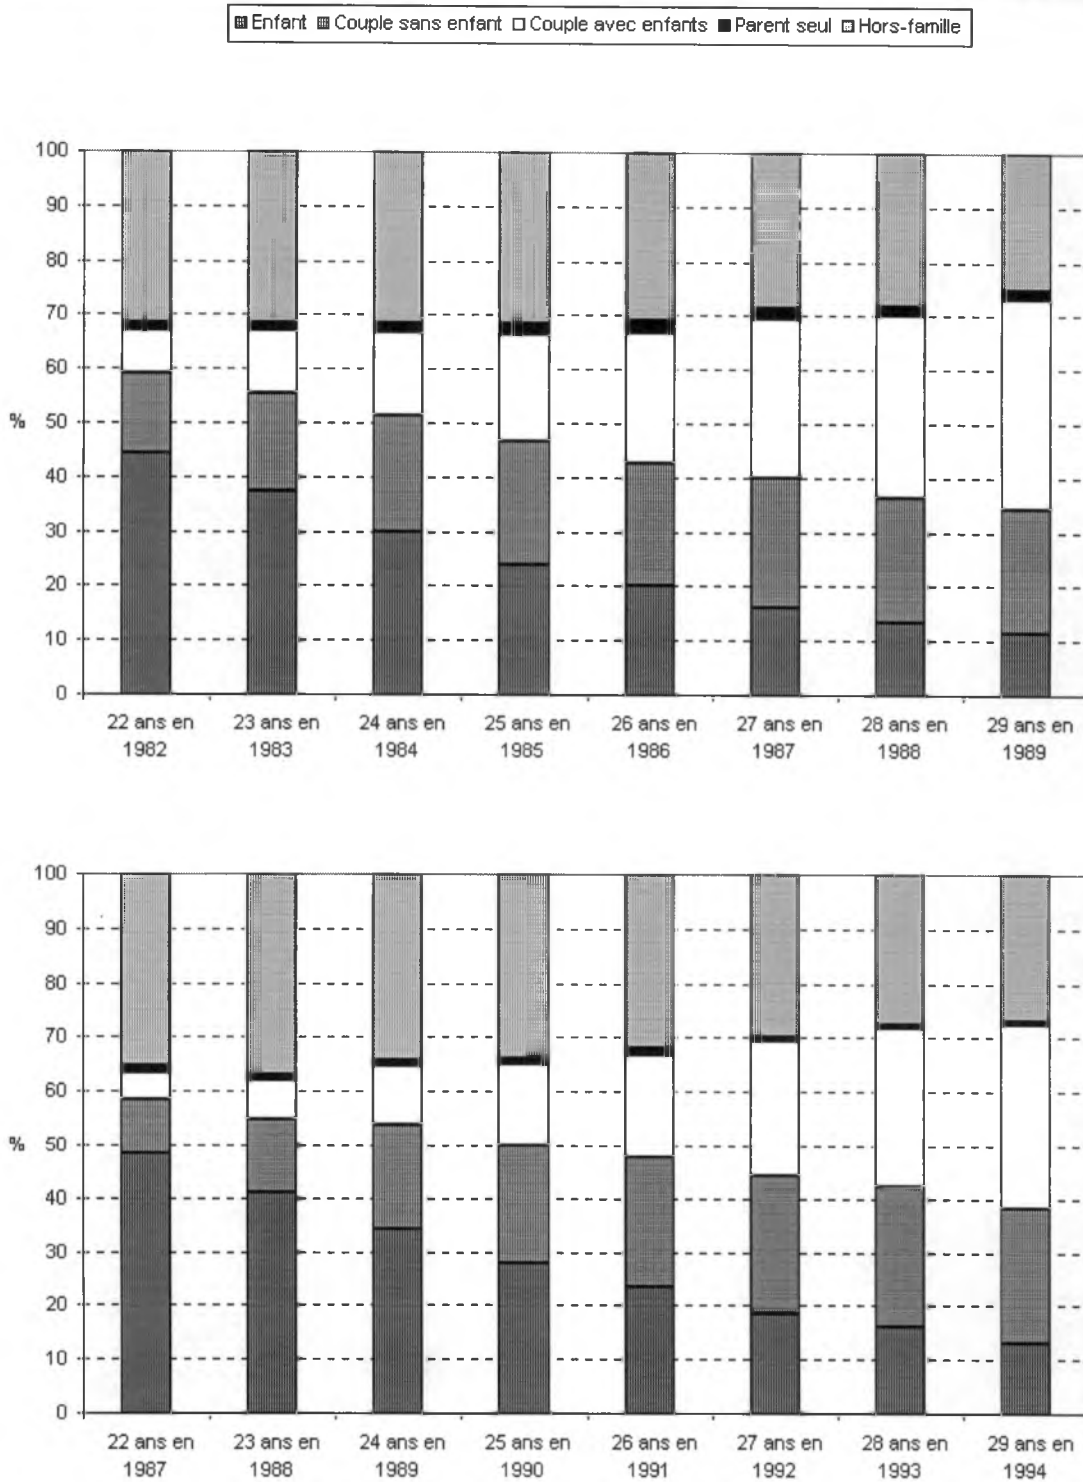 Enfant Couple sans enfant Couple avec enfants Parent seul Hors-famille
100
90
80
70
60
%
50
40
30
20
10
0
22 ans en 1982
23 ans en 1983
24 ans en 1984
25 ans en 1985
26 ans en 1986
27 ans en 1987
28 ans en 1988
29 ans en 1989
100
90
80
70
60
50
%
40
30
20
10
0
22 ans en 1987
23 ans en 1988
24 ans en 1989
25 ans en 1990
26 ans en 1991
27 ans en 1992
28 ans en 1993
29 ans en 1994